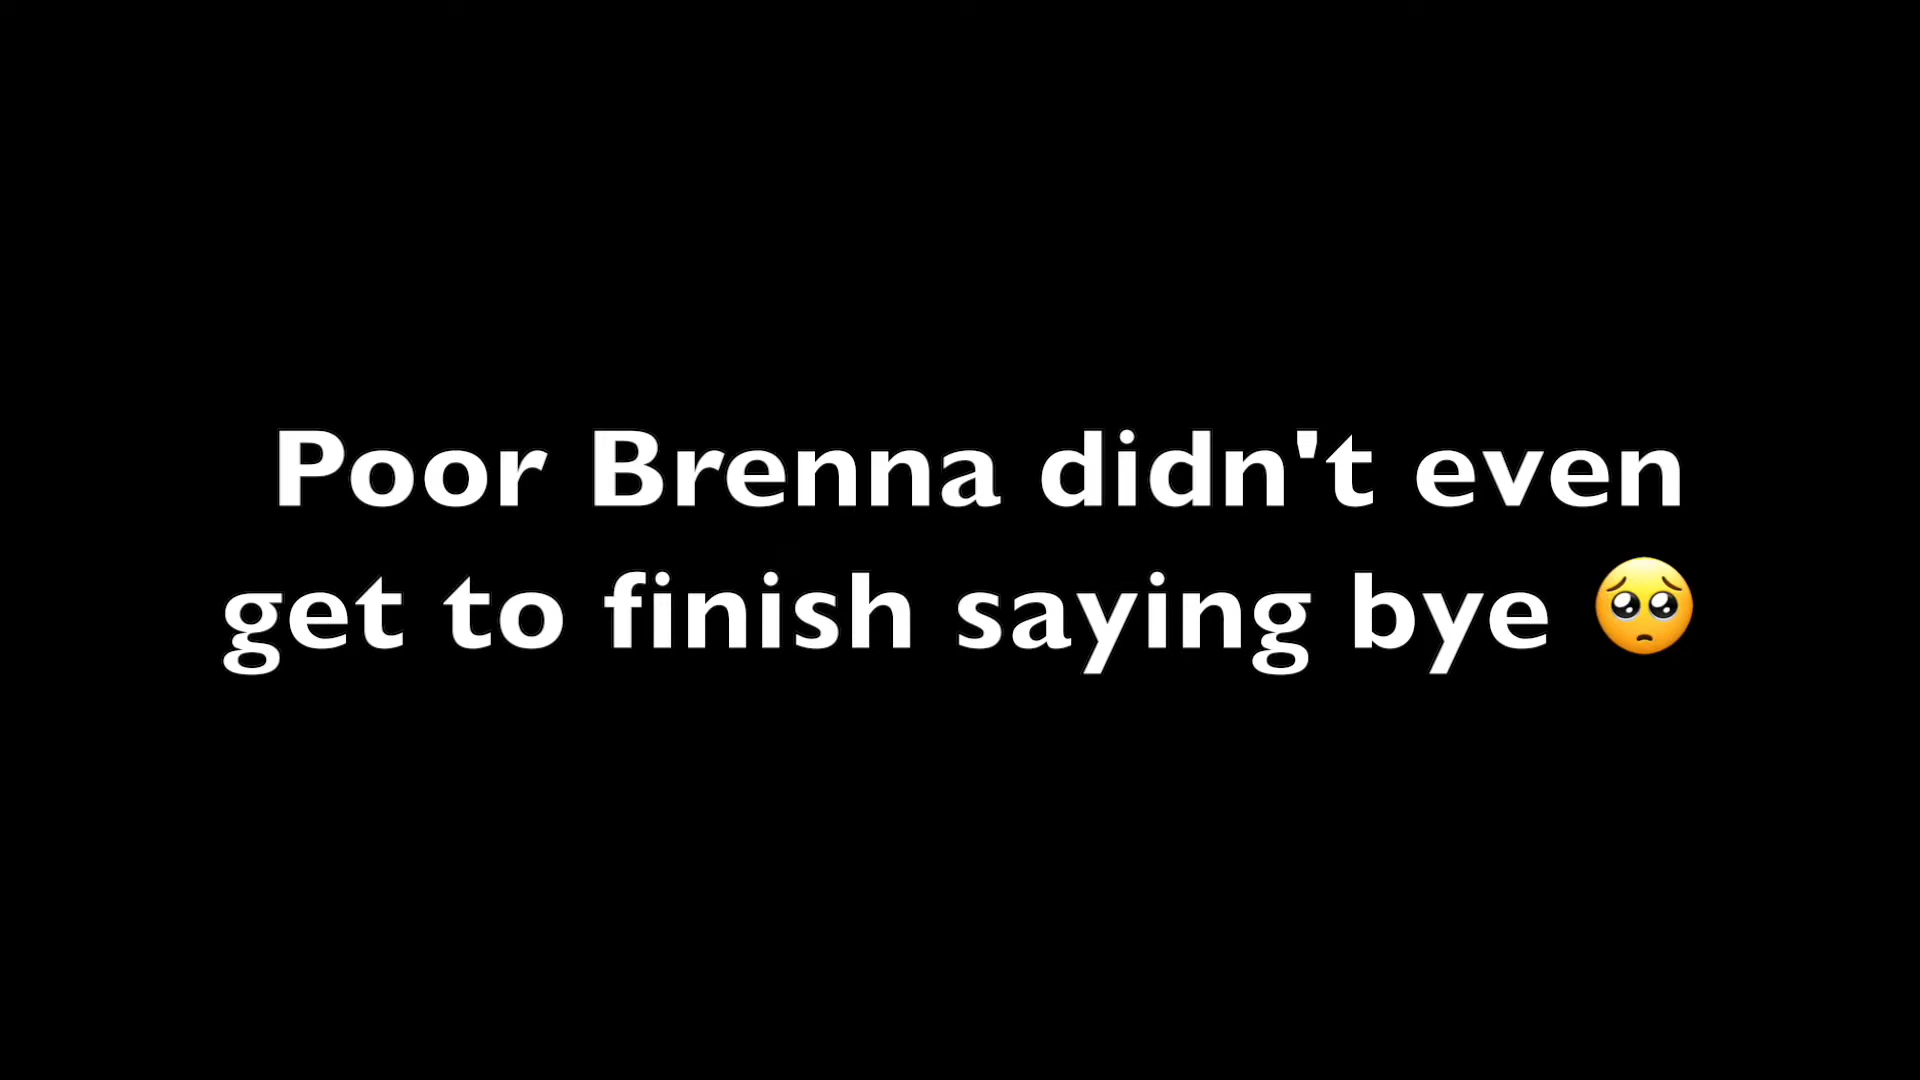 Poor Brenna didn't even
get to finish saying bye 🥺